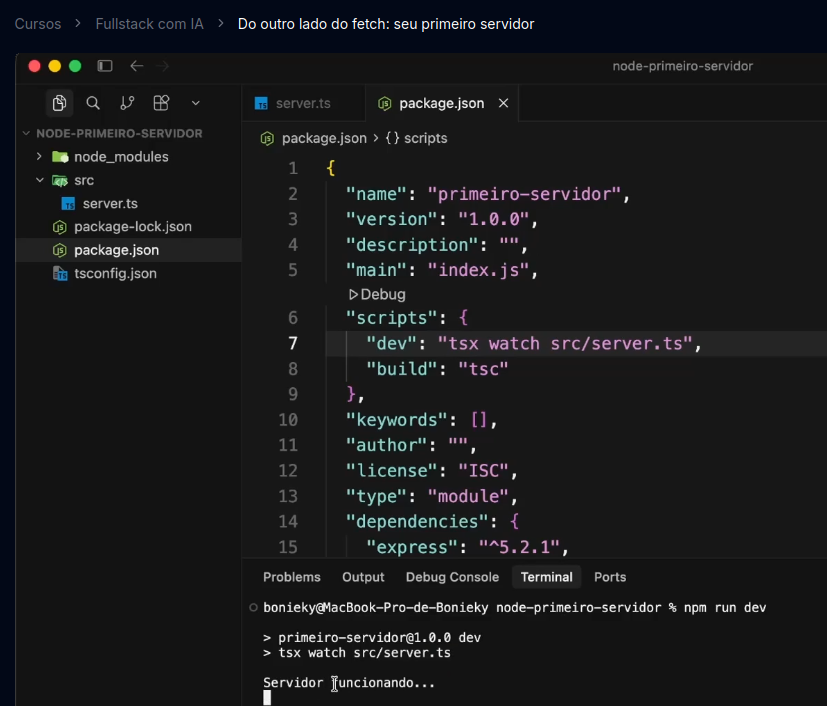 Cursos > Fullstack com IA > Do outro lado do fetch: seu primeiro servidor
node-primeiro-servidor
server.ts
package.json
NODE-PRIMEIRO-SERVIDOR
node_modules
src
server.ts
package-lock.json
package.json
tsconfig.json
package.json > {} scripts
1 {
2 "name": "primeiro-servidor",
3 "version": "1.0.0",
4 "description": "",
5 "main": "index.js",
Debug
6 "scripts": {
7 "dev": "tsx watch src/server.ts",
8 "build": "tsc"
9 },
10 "keywords": [],
11 "author": "",
12 "license": "ISC",
13 "type": "module",
14 "dependencies": {
15 "express": "^5.2.1",
Problems Output Debug Console Terminal Ports
bonieky@MacBook-Pro-de-Bonieky node-primeiro-servidor % npm run dev
> primeiro-servidor@1.0.0 dev
> tsx watch src/server.ts
Servidor funcionando...